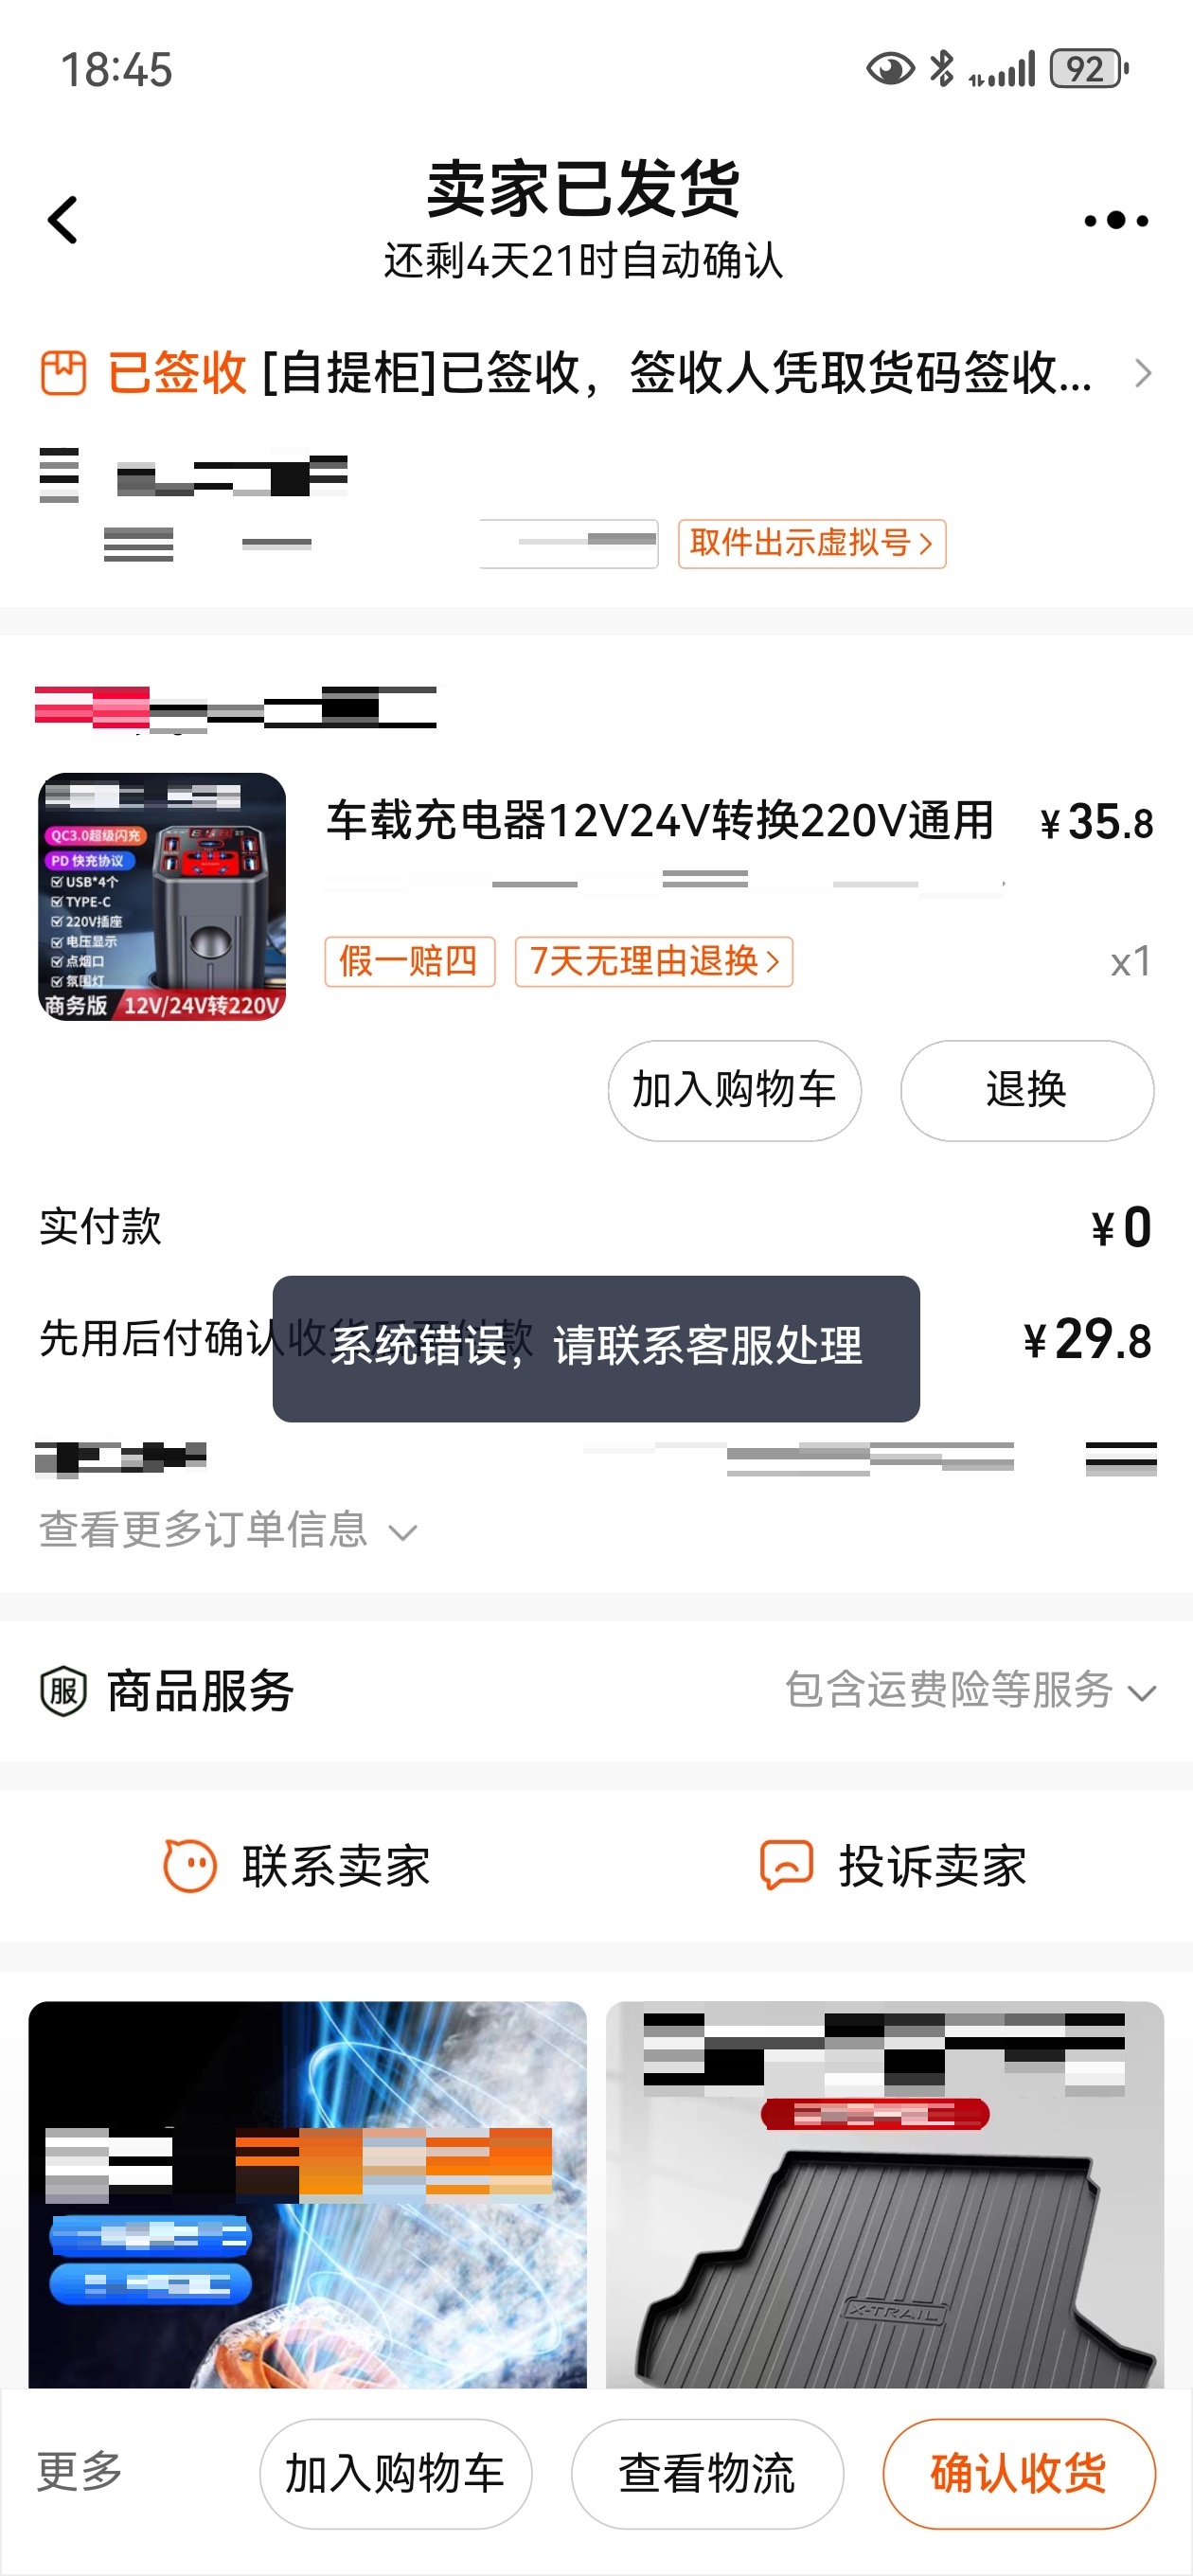 18:45
92
卖家已发货
还剩4天21时自动确认
已签收 [自提柜]已签收，签收人凭取货码签收...
取件出示虚拟号
车载充电器12V24V转换220V通用 ¥35.8
QC3.0超级闪充
PD 快充协议
USB*4个
TYPE-C
220V插座
电压显示
点烟口
氛围灯
商务版 12V/24V转220V
假一赔四 7天无理由退换 x1
加入购物车 退换
实付款 ¥0
先用后付确认收货后再付款 ¥29.8
系统错误，请联系客服处理
查看更多订单信息
服 商品服务 包含运费险等服务
联系卖家 投诉卖家
X-TRAIL
更多 加入购物车 查看物流 确认收货